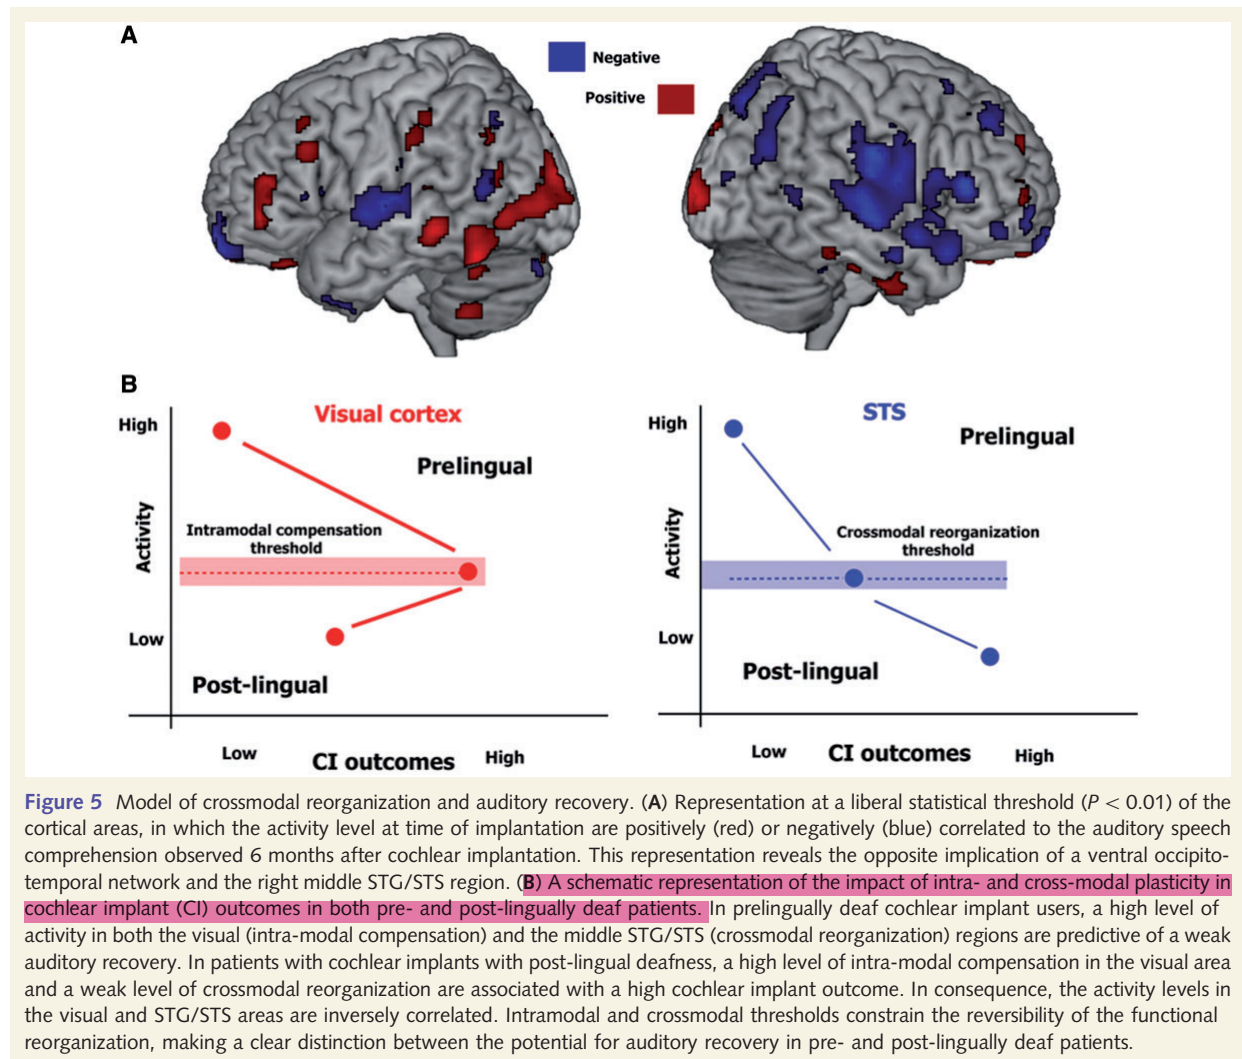 A
Negative
Positive
B
Visual cortex
High
Prelingual
Intramodal compensation
threshold
Activity
Low
Post-lingual
Low
CI outcomes
High
STS
High
Prelingual
Crossmodal reorganization
threshold
Activity
Low
Post-lingual
Low
CI outcomes
High
Figure 5 Model of crossmodal reorganization and auditory recovery. (A) Representation at a liberal statistical threshold (P < 0.01) of the
cortical areas, in which the activity level at time of implantation are positively (red) or negatively (blue) correlated to the auditory speech
comprehension observed 6 months after cochlear implantation. This representation reveals the opposite implication of a ventral occipito-
temporal network and the right middle STG/STS region. (B) A schematic representation of the impact of intra- and cross-modal plasticity in
cochlear implant (CI) outcomes in both pre- and post-lingually deaf patients. In prelingually deaf cochlear implant users, a high level of
activity in both the visual (intra-modal compensation) and the middle STG/STS (crossmodal reorganization) regions are predictive of a weak
auditory recovery. In patients with cochlear implants with post-lingual deafness, a high level of intra-modal compensation in the visual area
and a weak level of crossmodal reorganization are associated with a high cochlear implant outcome. In consequence, the activity levels in
the visual and STG/STS areas are inversely correlated. Intramodal and crossmodal thresholds constrain the reversibility of the functional
reorganization, making a clear distinction between the potential for auditory recovery in pre- and post-lingually deaf patients.